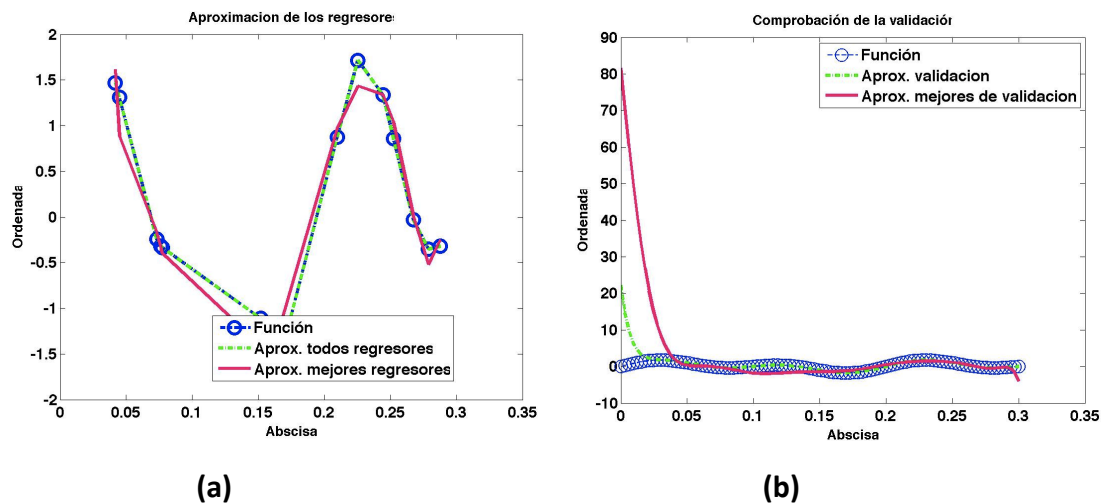 Aproximacion de los regresores
2
1.5
1
0.5
0
-0.5
-1
-1.5
-2
Ordenada
0
0.05
0.1
0.15
0.2
0.25
0.3
0.35
Abscisa
Función
Aprox. todos regresores
Aprox. mejores regresores
(a)
Comprobación de la validación
90
80
70
60
50
40
30
20
10
0
-10
Ordenada
0
0.05
0.1
0.15
0.2
0.25
0.3
0.35
Abscisa
Función
Aprox. validacion
Aprox. mejores de validacion
(b)